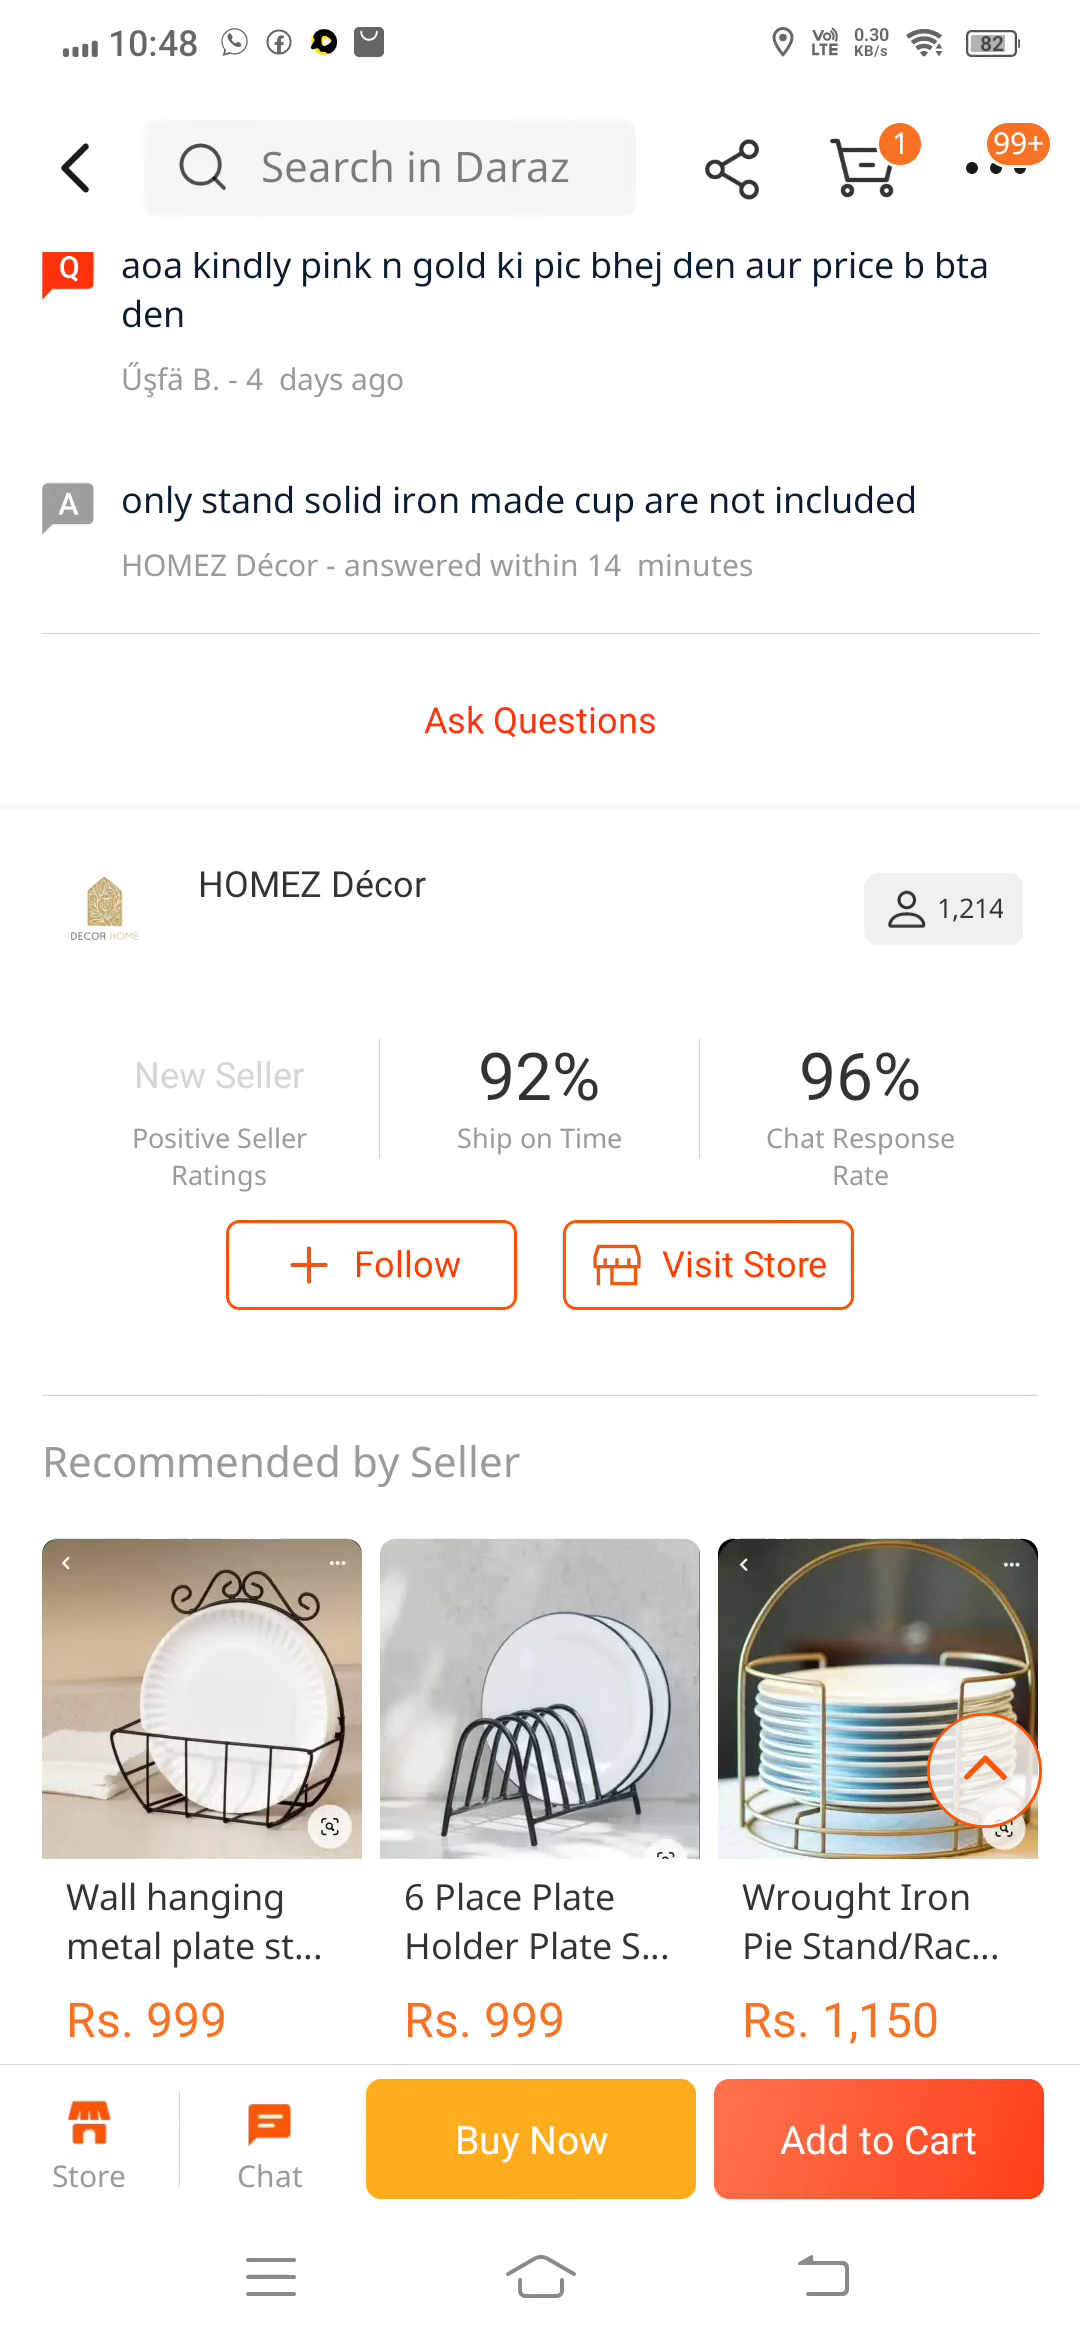 10:48
Vo)
LTE
0.30
KB/s
82
Search in Daraz
1
99+
Q
aoa kindly pink n gold ki pic bhej den aur price b bta
den
Űşfä B. - 4 days ago
A
only stand solid iron made cup are not included
HOMEZ Décor - answered within 14 minutes
Ask Questions
HOMEZ Décor
DECOR HOME
1,214
New Seller
Positive Seller
Ratings
92%
Ship on Time
96%
Chat Response
Rate
Follow
Visit Store
Recommended by Seller
Wall hanging
metal plate st...
Rs. 999
6 Place Plate
Holder Plate S...
Rs. 999
Wrought Iron
Pie Stand/Rac...
Rs. 1,150
Store
Chat
Buy Now
Add to Cart